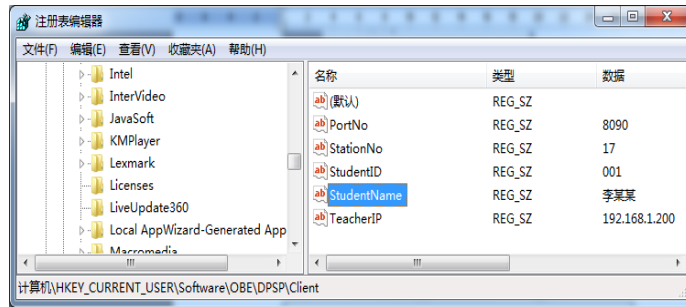 注册表编辑器
文件(F) 编辑(E) 查看(V) 收藏夹(A) 帮助(H)
Intel
InterVideo
JavaSoft
KMPlayer
Lexmark
Licenses
LiveUpdate360
Local AppWizard-Generated App
Macromedia
名称 类型 数据
(默认) REG_SZ
PortNo REG_SZ 8090
StationNo REG_SZ 17
StudentID REG_SZ 001
StudentName REG_SZ 李某某
TeacherIP REG_SZ 192.168.1.200
计算机\HKEY_CURRENT_USER\Software\OBE\DPSP\Client